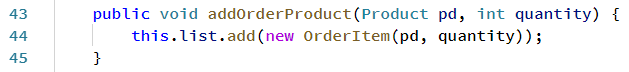 43 public void addOrderProduct(Product pd, int quantity) {
44 this.list.add(new OrderItem(pd, quantity));
45 }